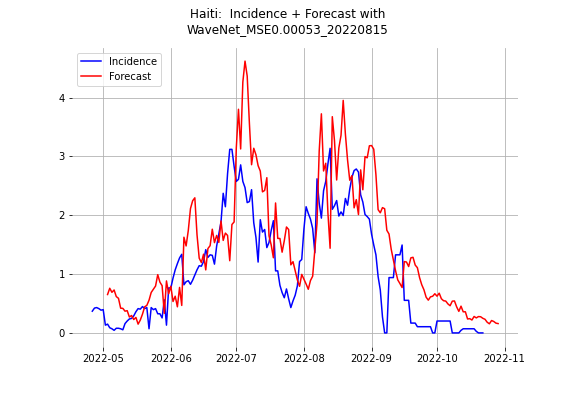 Haiti:  Incidence + Forecast with
WaveNet_MSE0.00053_20220815
Incidence
Forecast
4
3
2
1
0
2022-05 2022-06 2022-07 2022-08 2022-09 2022-10 2022-11